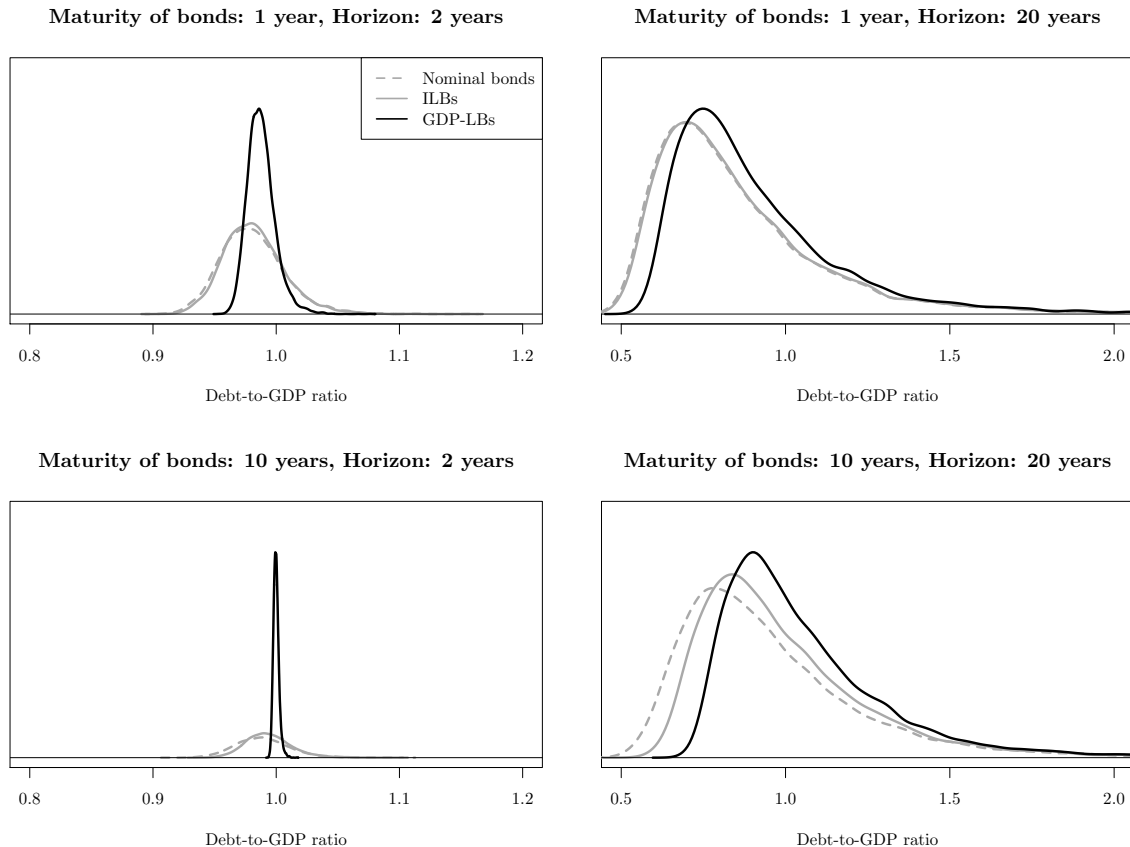 Maturity of bonds: 1 year, Horizon: 2 years
Nominal bonds
ILBs
GDP-LBs
0.8 0.9 1.0 1.1 1.2
Debt-to-GDP ratio
Maturity of bonds: 1 year, Horizon: 20 years
0.5 1.0 1.5 2.0
Debt-to-GDP ratio
Maturity of bonds: 10 years, Horizon: 2 years
0.8 0.9 1.0 1.1 1.2
Debt-to-GDP ratio
Maturity of bonds: 10 years, Horizon: 20 years
0.5 1.0 1.5 2.0
Debt-to-GDP ratio